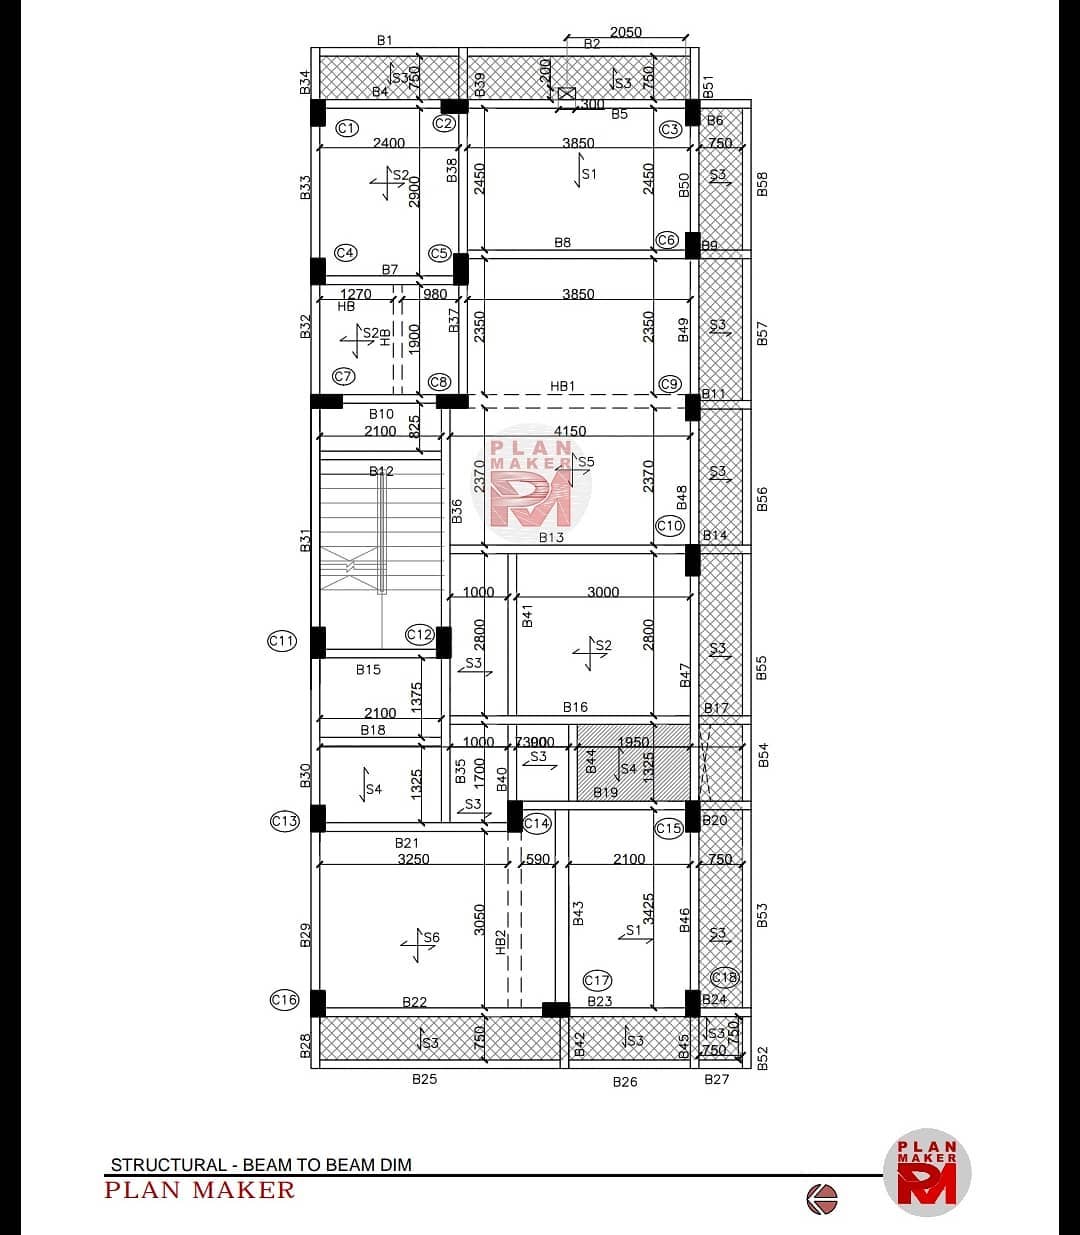 2050
B1
B2
B34
S3
750
B39
200
S3
750
B51
B4
300
B5
B6
C1
C2
C3
2400
3850
750
B33
S2
2900
B38
2450
S1
2450
B50
S3
B58
C4
C5
B8
C6
B9
B7
1270
980
3850
HB
B32
S2
HB
1900
B37
2350
2350
B49
S3
B57
C7
C8
HB1
C9
B11
B10
825
2100
4150
PLAN
MAKER
PM
S5
B12
2370
2370
B48
S3
B56
B31
B36
B13
C10
B14
1000
3000
B41
C11
C12
2800
S2
2800
S3
B15
S3
B47
B55
1375
2100
B16
B17
B18
1000
1950
B54
B30
S4
1325
B35
1700
B40
S3
B44
S4
1325
S3
B19
C13
C14
C15
B20
B21
3250
590
2100
750
B29
S6
3050
HB2
B43
S1
3425
B46
S3
B53
C16
C17
C18
B22
B23
B24
B28
S3
750
B42
S3
B45
S3
750
750
B52
B25
B26
B27
STRUCTURAL - BEAM TO BEAM DIM
PLAN MAKER
PLAN
MAKER
PM